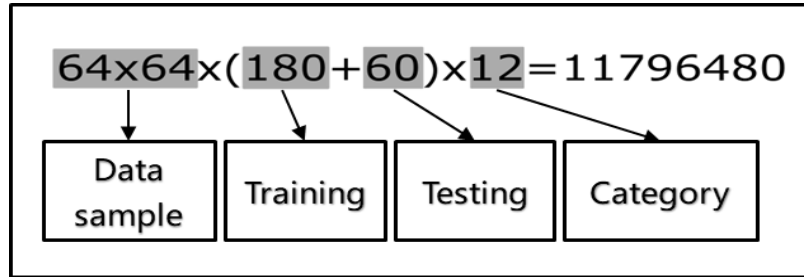 64x64x(180+60)x12=11796480
Data
sample
Training
Testing
Category